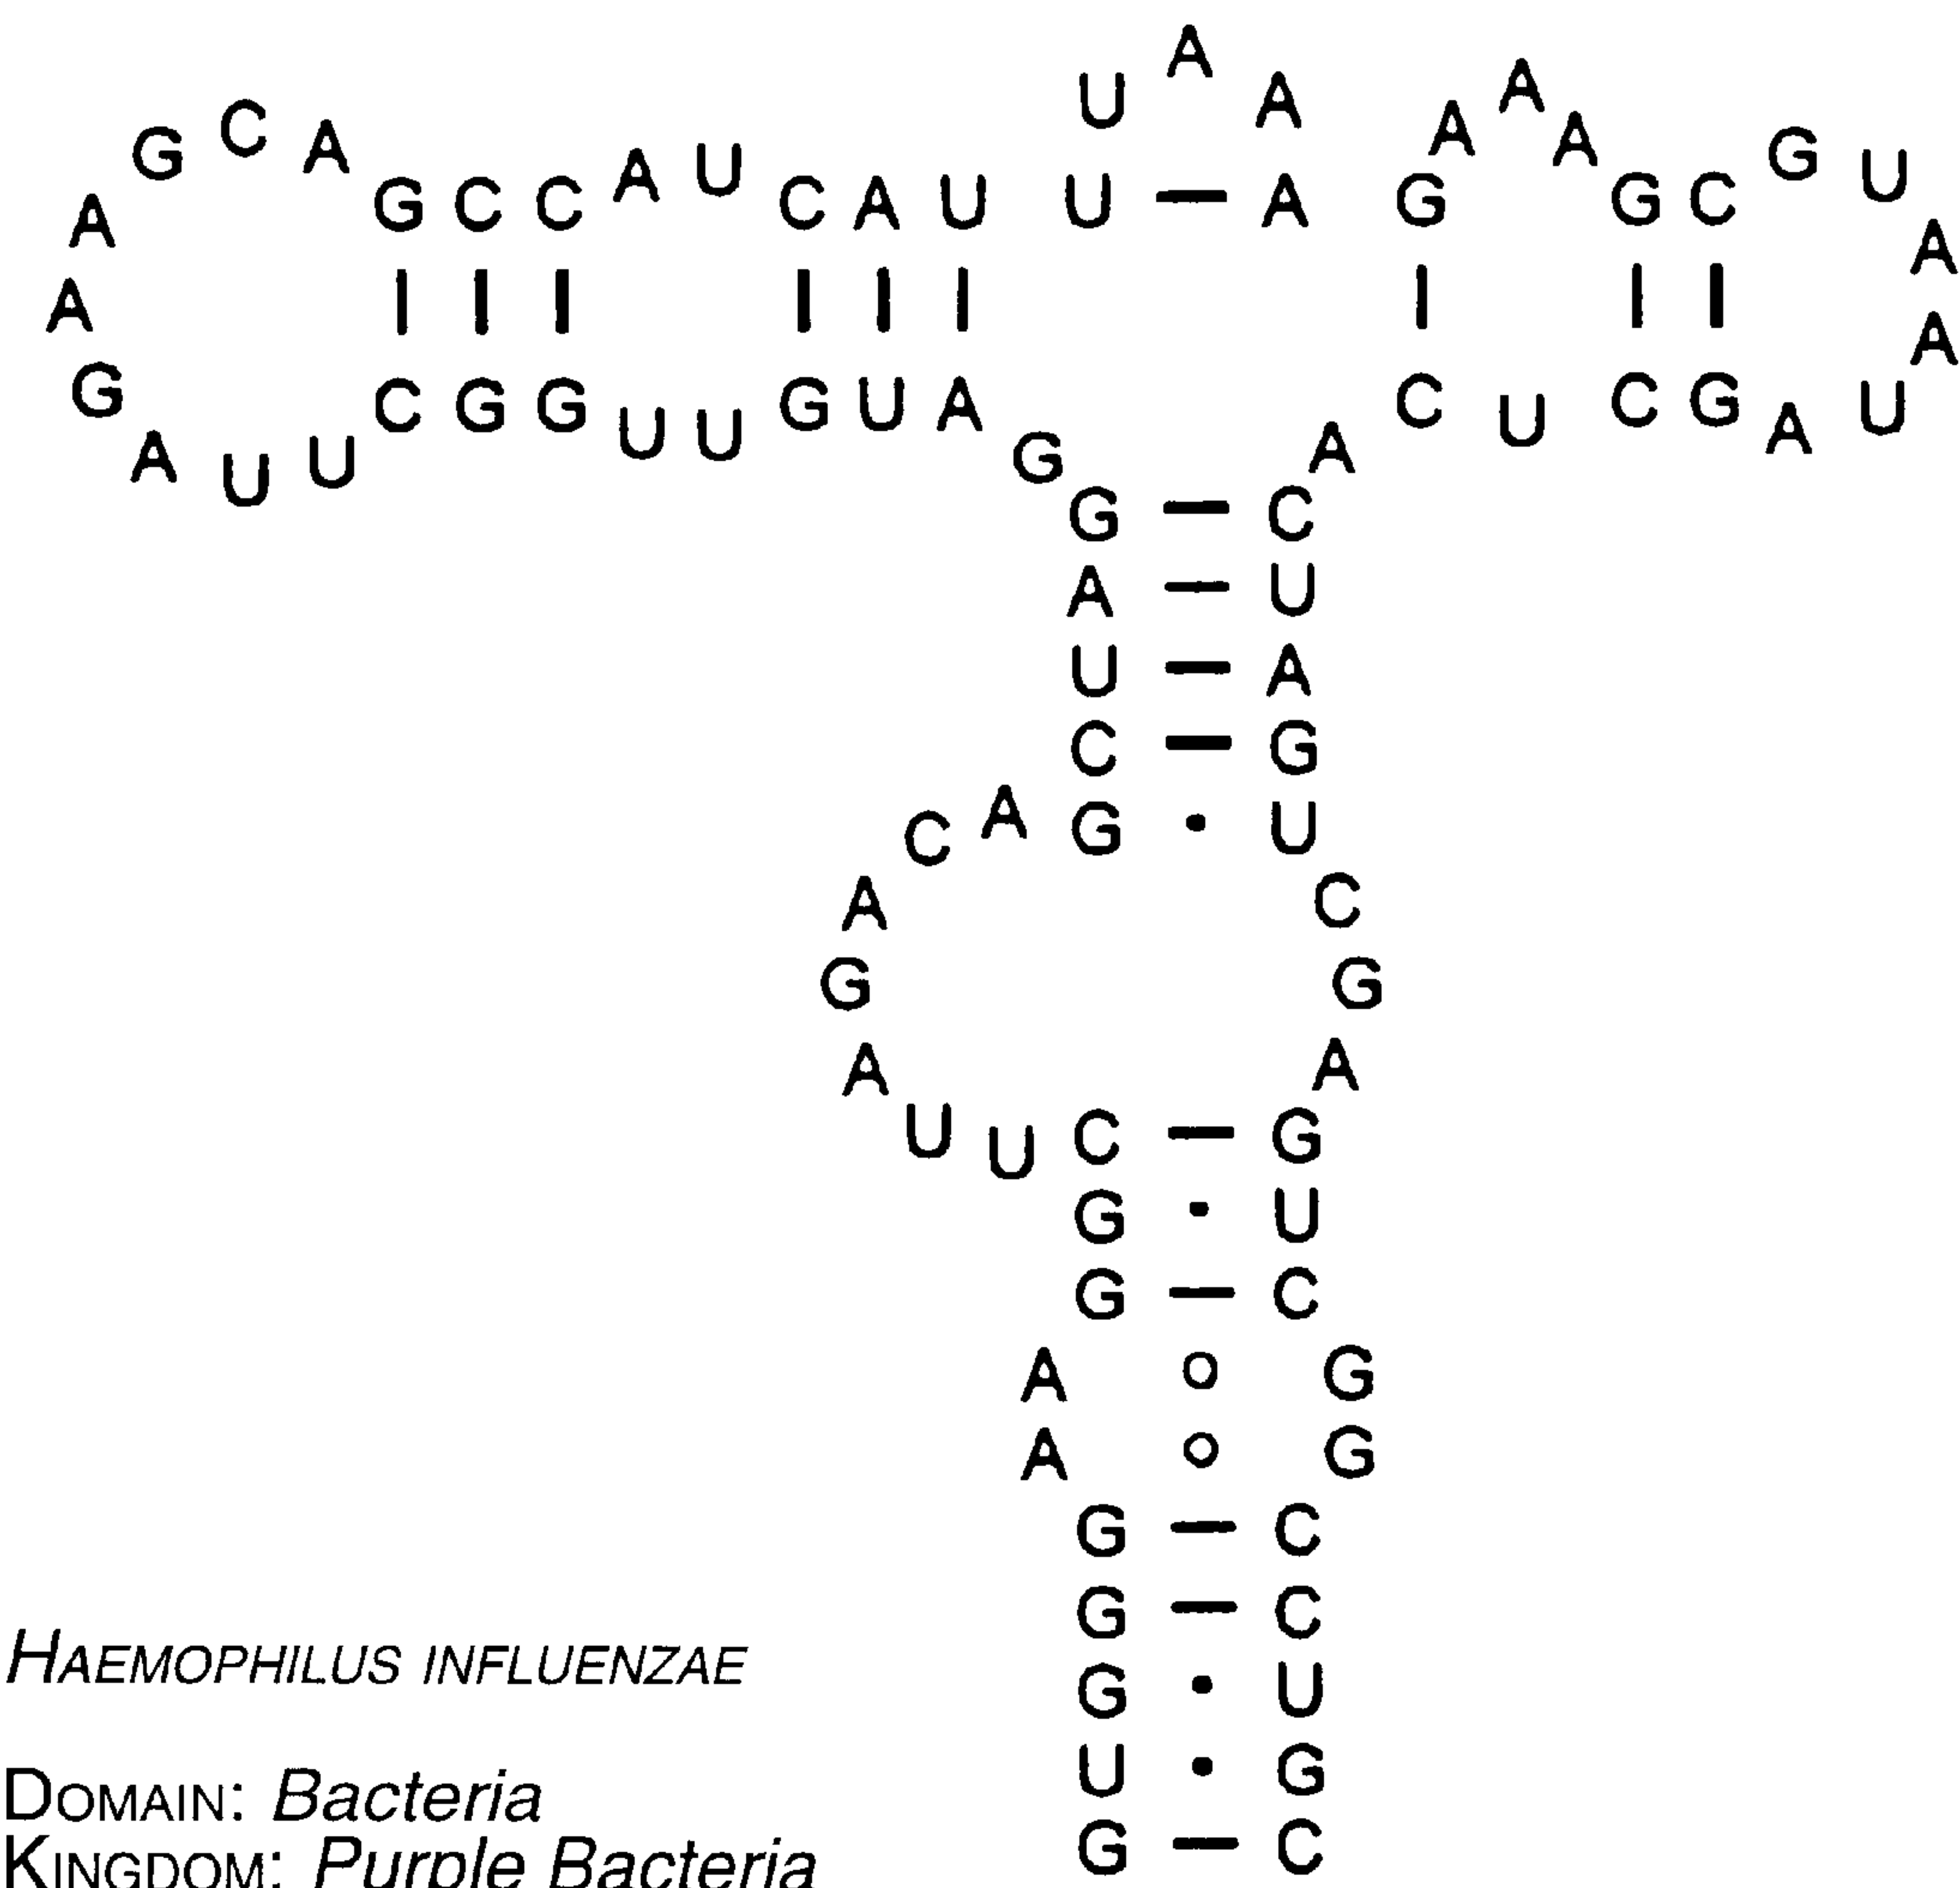 A
U A A A A
G C A A U A A G U
G C C C A U U A G G C
A A
A
C G G G U A C C G A
G U U U U A
A U U G A
G C
A U
U A
C G
C A G U
A C
G G
A A
U U C G
G U
G C
A G
A G
G C
G C
G U
U G
G C
HAEMOPHILUS INFLUENZAE
DOMAIN: Bacteria
KINGDOM: Purple Bacteria